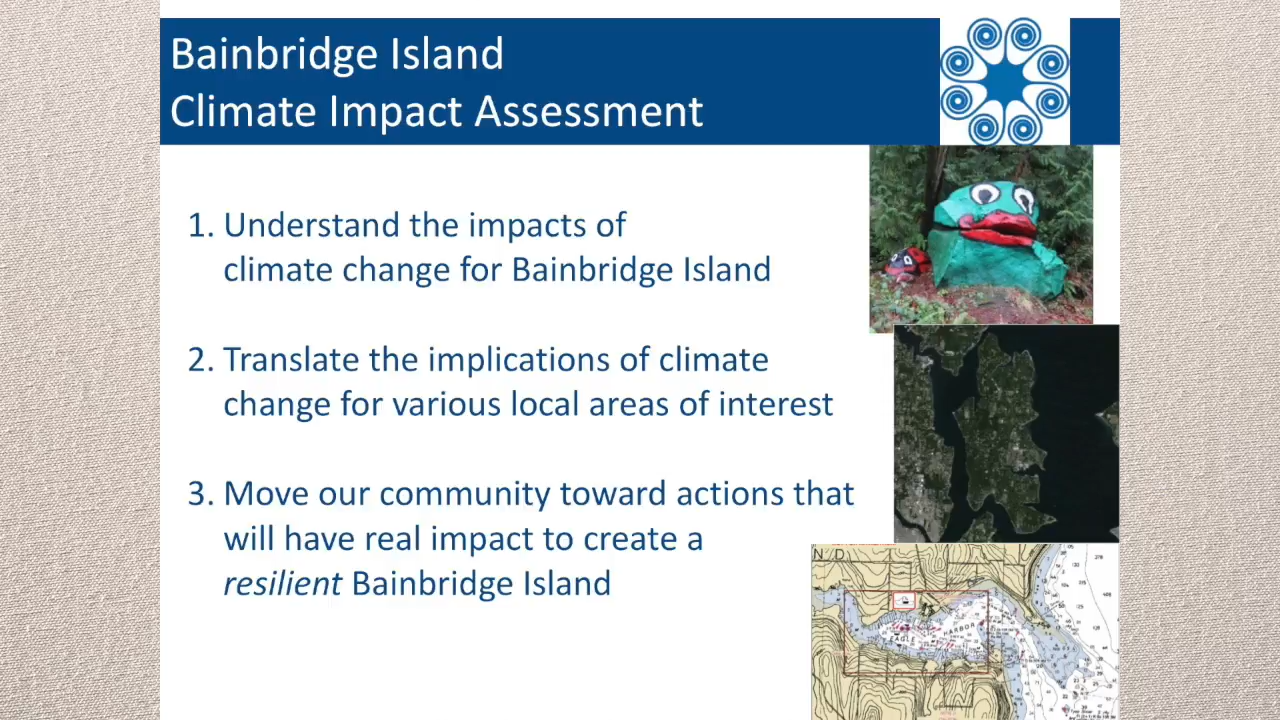 Bainbridge Island
Climate Impact Assessment
1. Understand the impacts of
climate change for Bainbridge Island
2. Translate the implications of climate
change for various local areas of interest
3. Move our community toward actions that
will have real impact to create a
resilient Bainbridge Island
N D
EAGLE HARBOR